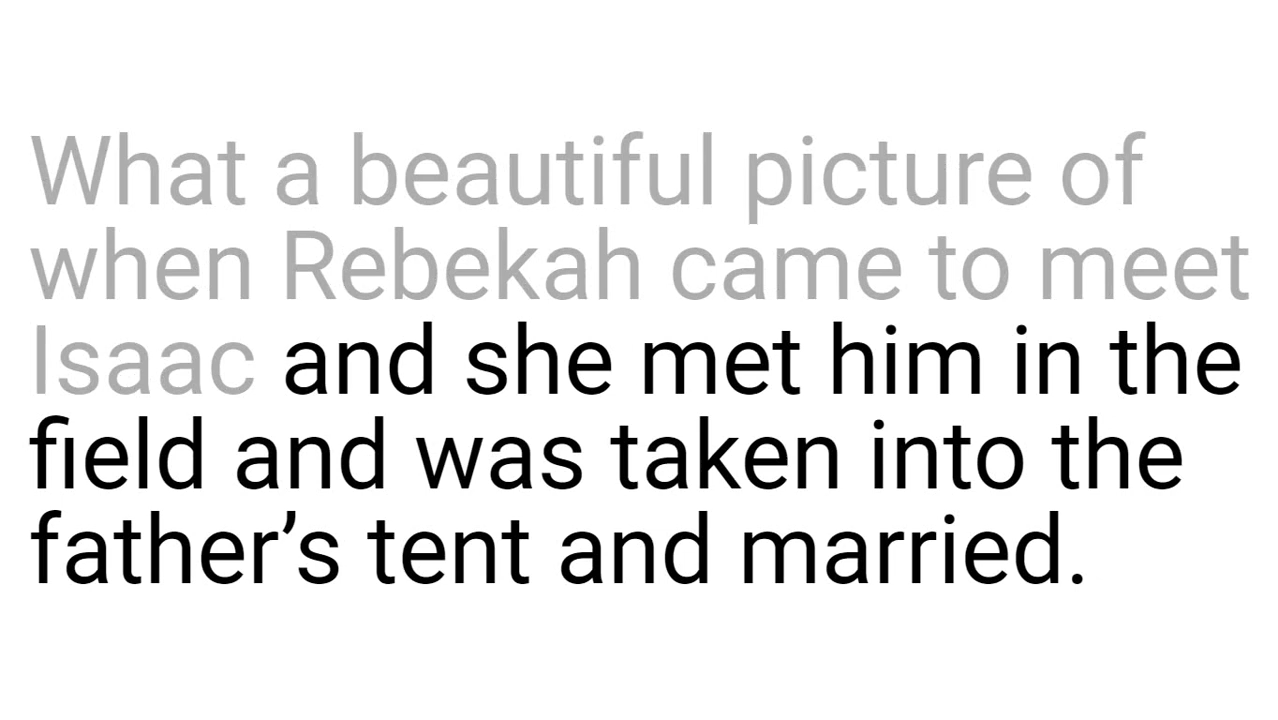 What a beautiful picture of
when Rebekah came to meet
Isaac and she met him in the
field and was taken into the
father’s tent and married.